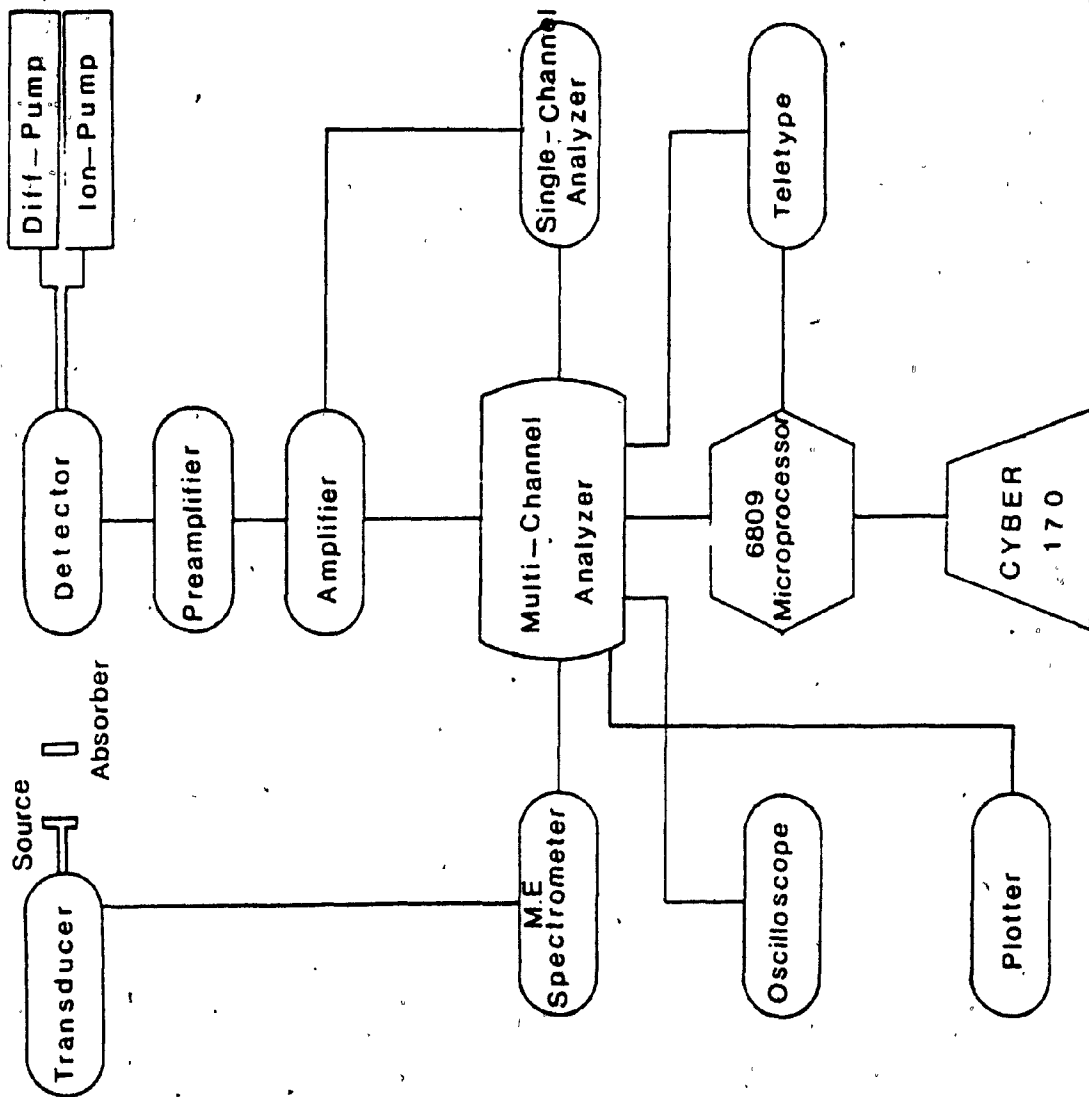 Diff-Pump
Ion-Pump
Source
Absorber
Transducer
Detector
Preamplifier
Amplifier
Single-Channel
Analyzer
M.E
Spectrometer
Multi-Channel
Analyzer
Teletype
Oscilloscope
6809
Microprocessor
Plotter
CYBER
170